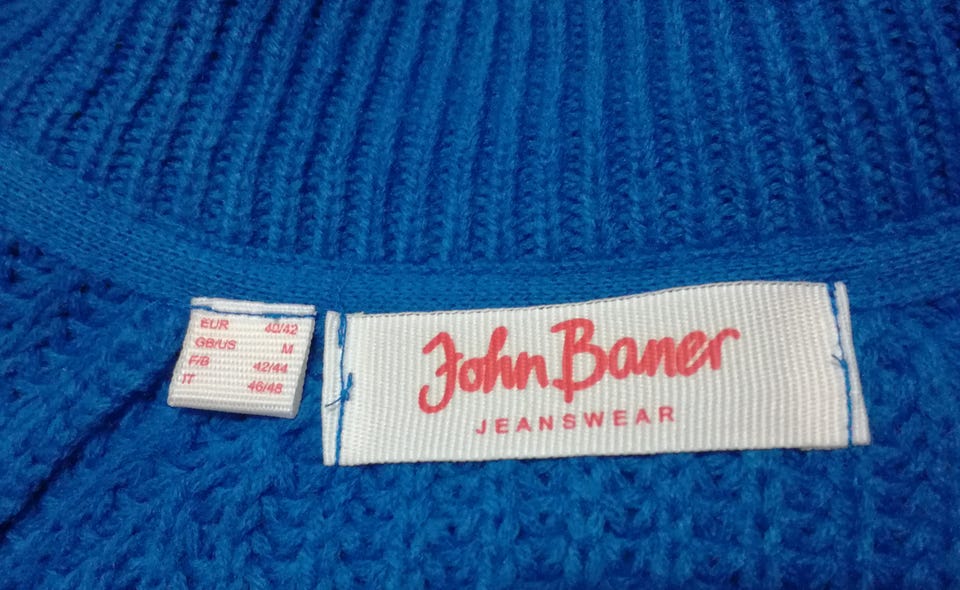 EUR 40/42
GB/US M
F/B 42/44
IT 46/48
John Baner
JEANSWEAR